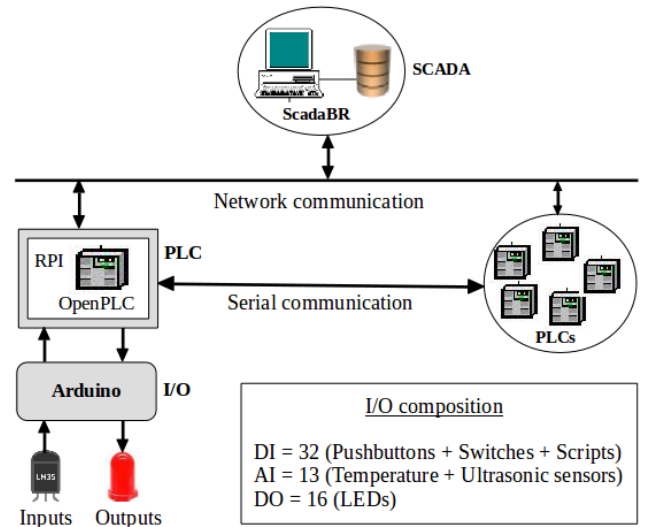 SCADA
ScadaBR
Network communication
RPI
PLC
OpenPLC
Serial communication
PLCs
Arduino
I/O
LM35
Inputs
Outputs
I/O composition
DI = 32 (Pushbuttons + Switches + Scripts)
AI = 13 (Temperature + Ultrasonic sensors)
DO = 16 (LEDs)